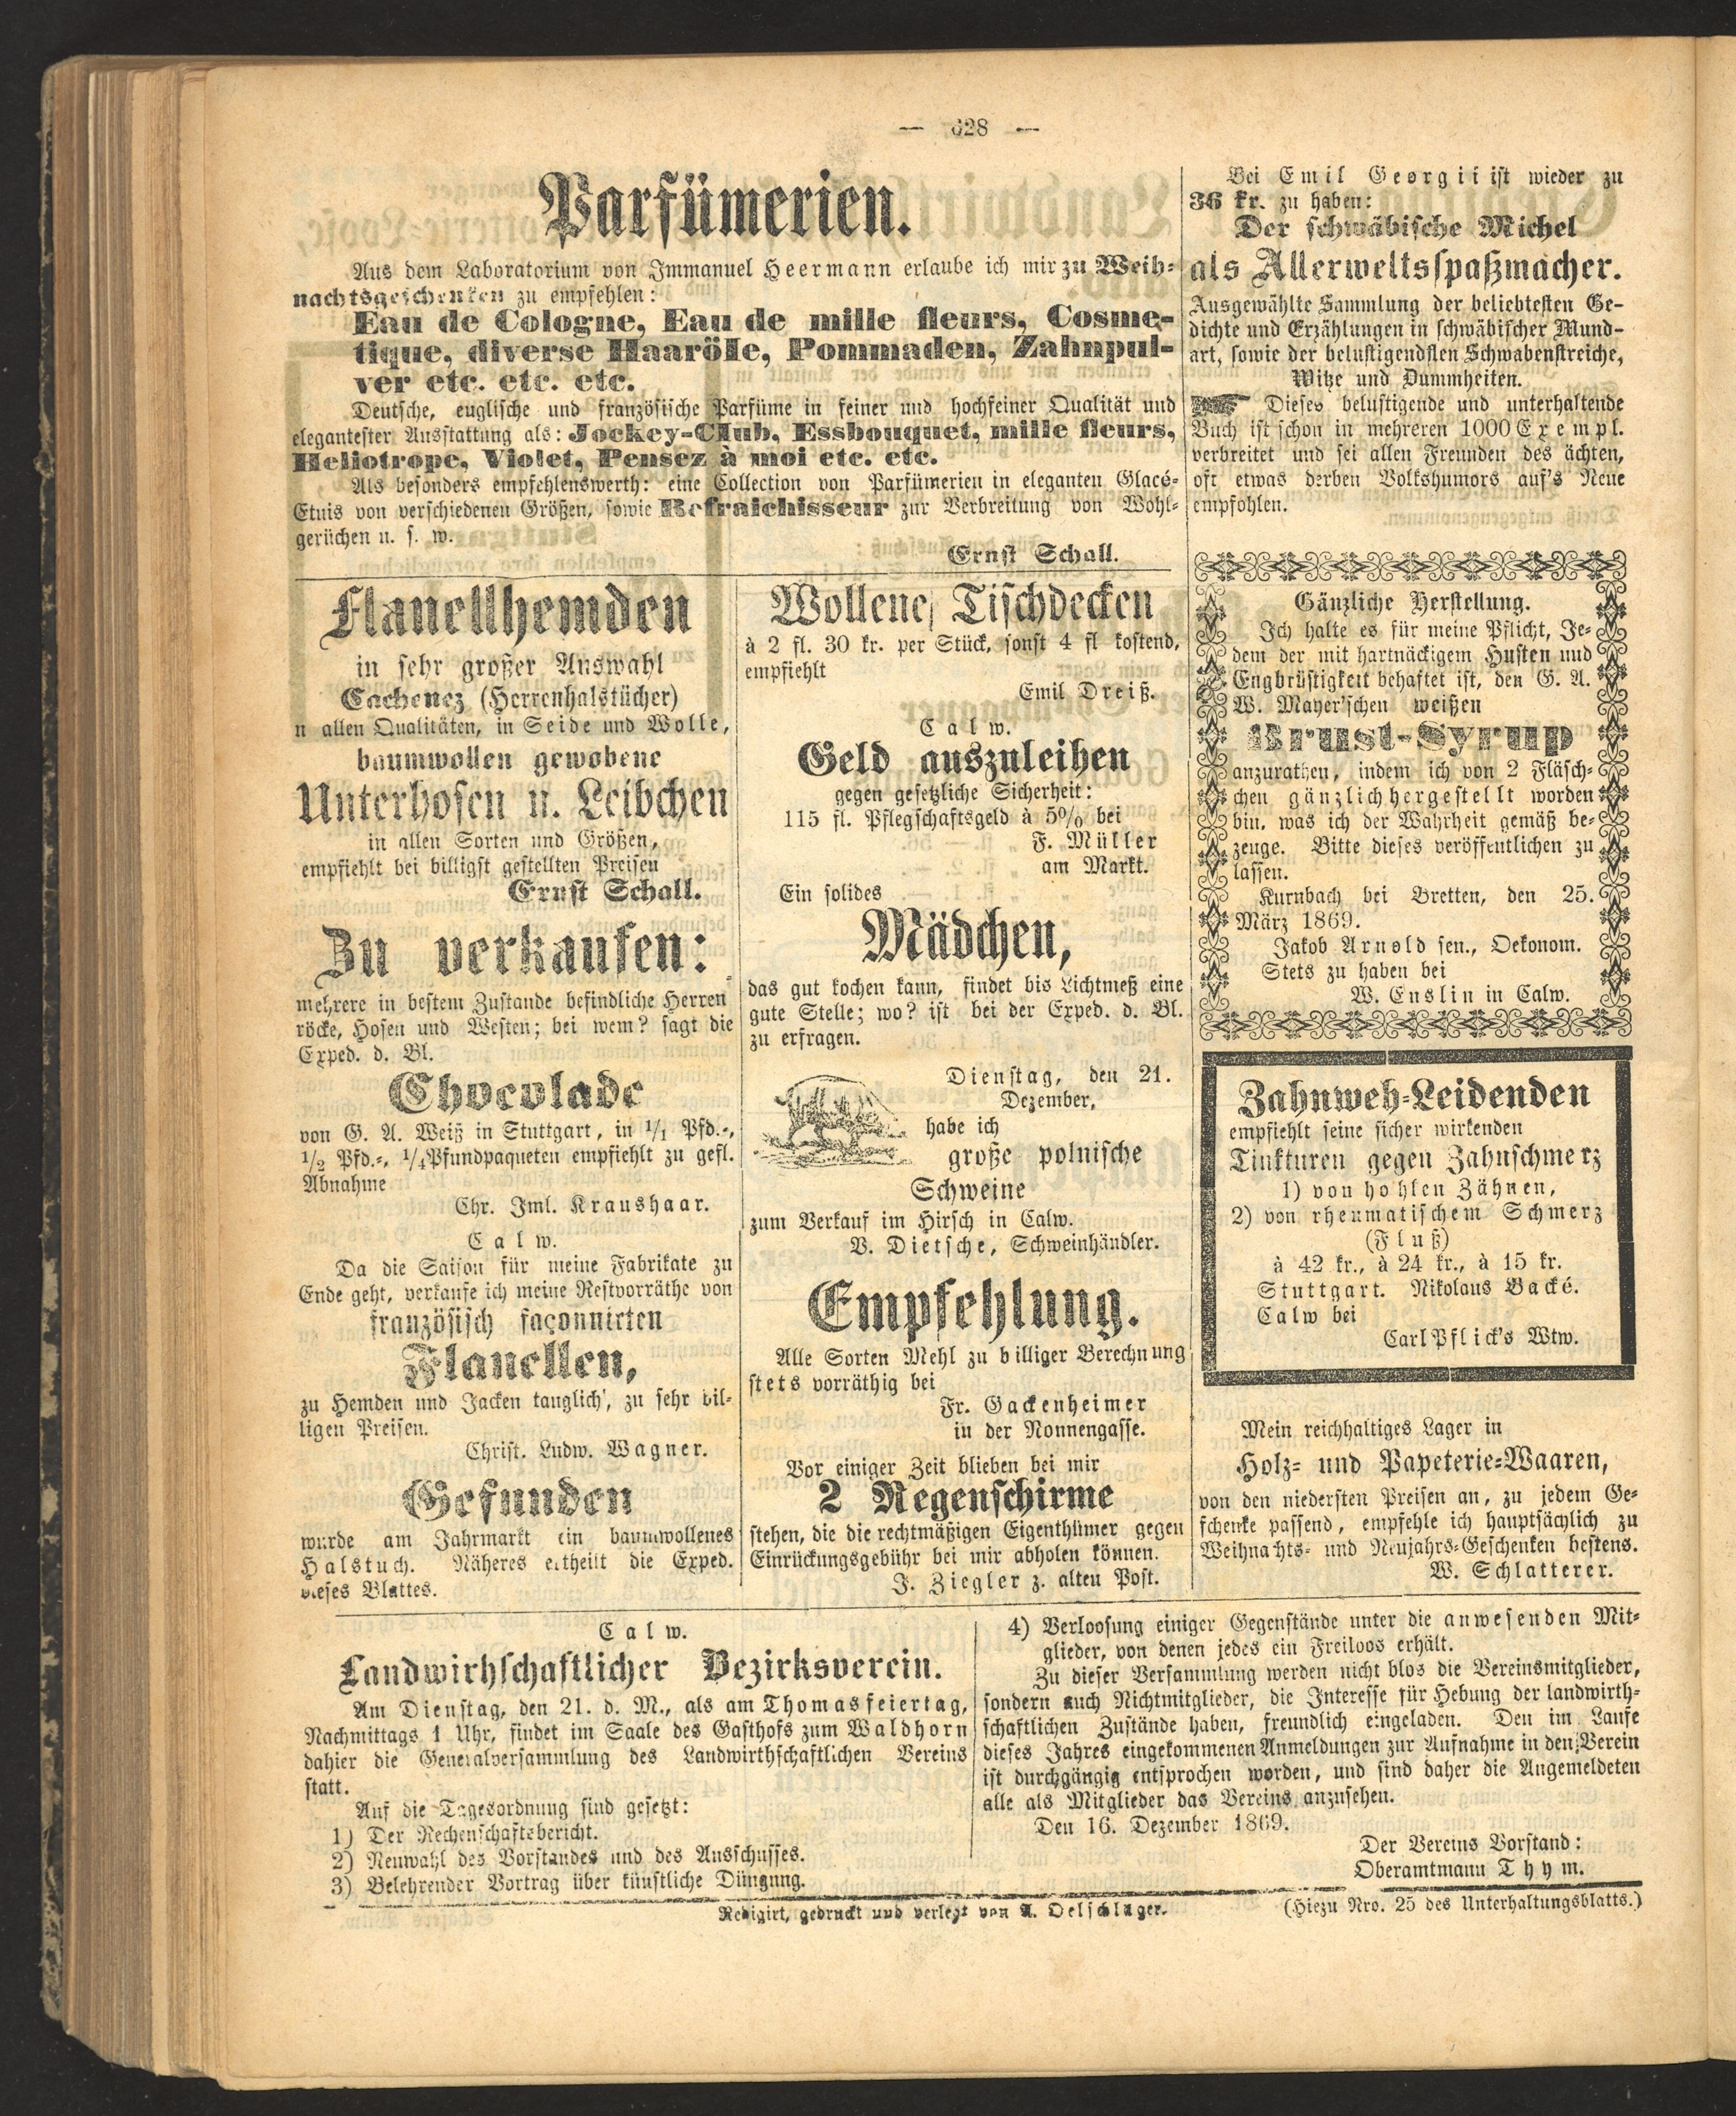 — 628 —
Parfümerien.
Aus dem Laboratorium von Immanuel Heermann erlaube ich mir zu Weih-
nachtsgeschenken zu empfehlen:
Eau de Cologne, Eau de mille fleurs, Cosme-
tique, diverse Haaröle, Pommaden, Zahnpul-
ver etc. etc. etc.
Deutsche, euglische und französische Parfüme in feiner und hochfeiner Qualität und
elegantester Ausstattung als: Jockey-Club, Essbouquet, mille fleurs,
Heliotrope, Violet, Pensez à moi etc. etc.
Als besonders empfehlenswerth: eine Collection von Parfümerien in eleganten Glacé-
Etuis von verschiedenen Größen, sowie Refraichisseur zur Verbreitung von Wohl-
gerüchen u. s. w.
Ernst Schall.
Flanellhemden
in sehr großer Auswahl
Cachenez (Herrenhalstücher)
n allen Qualitäten, in Seide und Wolle,
baumwollen gewobene
Unterhosen u. Leibchen
in allen Sorten und Größen,
empfiehlt bei billigst gestellten Preisen
Ernst Schall.
Zu verkaufen:
mehrere in bestem Zustande befindliche Herren
röcke, Hosen und Westen; bei wem? sagt die
Exped. d. Bl.
Chocolade
von G. A. Weiß in Stuttgart, in 1/1 Pfd.-,
1/2 Pfd.-, 1/4Pfundpaqueten empfiehlt zu gefl.
Abnahme
Chr. Jml. Kraushaar.
Calw.
Da die Saison für meine Fabrikate zu
Ende geht, verkaufe ich meine Restvorräthe von
französisch façonnirten
Flanellen,
zu Hemden und Jacken tauglich, zu sehr bil-
ligen Preisen.
Christ. Ludw. Wagner.
Gefunden
wurde am Jahrmarkt ein baumwollenes
Halstuch. Näheres ertheilt die Exped.
dieses Blattes.
Wollene Tischdecken
à 2 fl. 30 kr. per Stück, sonst 4 fl kostend,
empfiehlt
Emil Dreiß.
Calw.
Geld auszuleihen
gegen gesetzliche Sicherheit:
115 fl. Pflegschaftsgeld à 5% bei
F. Müller
am Markt.
Ein solides
Mädchen,
das gut kochen kann, findet bis Lichtmeß eine
gute Stelle; wo? ist bei der Exped. d. Bl.
zu erfragen.
Dienstag, den 21.
Dezember,
habe ich
große polnische
Schweine
zum Verkauf im Hirsch in Calw.
V. Dietsche, Schweinhändler.
Empfehlung.
Alle Sorten Mehl zu billiger Berechnung
stets vorräthig bei
Fr. Gackenheimer
in der Nonnengasse.
Vor einiger Zeit blieben bei mir
2 Regenschirme
stehen, die die rechtmäßigen Eigenthümer gegen
Einrückungsgebühr bei mir abholen können.
J. Ziegler z. alten Post.
Bei Emil Georgii ist wieder zu
36 kr. zu haben:
Der schwäbische Michel
als Allerweltsspaßmacher.
Ausgewählte Sammlung der beliebtesten Ge-
dichte und Erzählungen in schwäbischer Mund-
art, sowie der belustigendsten Schwabenstreiche,
Witze und Dummheiten.
Dieses belustigende und unterhaltende
Buch ist schon in mehreren 1000 Exempl.
verbreitet und sei allen Freunden des ächten,
oft etwas derben Volkshumors auf's Neue
empfohlen.
Gänzliche Herstellung.
Ich halte es für meine Pflicht, Je-
dem der mit hartnäckigem Husten und
Engbrüstigkeit behaftet ist, den G. A.
W. Mayer'schen weißen
Brust-Syrup
anzurathen, indem ich von 2 Fläsch-
chen gänzlich hergestellt worden
bin. was ich der Wahrheit gemäß be-
zeuge. Bitte dieses veröffentlichen zu
lassen.
Kurnbach bei Bretten, den 25.
März 1869.
Jakob Arnold sen., Oekonom.
Stets zu haben bei
W. Enslin in Calw.
Zahnweh-Leidenden
empfiehlt seine sicher wirkenden
Tinkturen gegen Zahnschmerz
1) von hohlen Zähnen,
2) von rheumatischem Schmerz
(Fluß)
à 42 kr., à 24 kr., à 15 kr.
Stuttgart. Nikolaus Backé.
Calw bei
Carl Pflick's Wtw.
Mein reichhaltiges Lager in
Holz- und Papeterie-Waaren,
von den niedersten Preisen an, zu jedem Ge-
schenke passend, empfehle ich hauptsächlich zu
Weihnachts- und Neujahrs-Geschenken bestens.
W. Schlatterer.
Calw.
Landwirthschaftlicher Bezirksverein.
Am Dienstag, den 21. d. M., als am Thomasfeiertag,
Nachmittags 1 Uhr, findet im Saale des Gasthofs zum Waldhorn
dahier die Generalversammlung des Landwirthschaftlichen Vereins
statt.
Auf die Tagesordnung sind gesetzt:
1) Der Rechenschaftsbericht.
2) Neuwahl des Vorstandes und des Ausschusses.
3) Belehrender Vortrag über künstliche Düngung.
4) Verloosung einiger Gegenstände unter die anwesenden Mit-
glieder, von denen jedes ein Freiloos erhält.
Zu dieser Versammlung werden nicht blos die Vereinsmitglieder,
sondern auch Nichtmitglieder, die Interesse für Hebung der landwirth-
schaftlichen Zustände haben, freundlich eingeladen. Den im Laufe
dieses Jahres eingekommenen Anmeldungen zur Aufnahme in den Verein
ist durchgängig entsprochen worden, und sind daher die Angemeldeten
alle als Mitglieder das Vereins anzusehen.
Den 16. Dezember 1869.
Der Vereins Vorstand:
Oberamtmann Thym.
Redigirt, gedruckt und verlegt von A. Oelschläger.
(Hiezu Nro. 25 des Unterhaltungsblatts.)